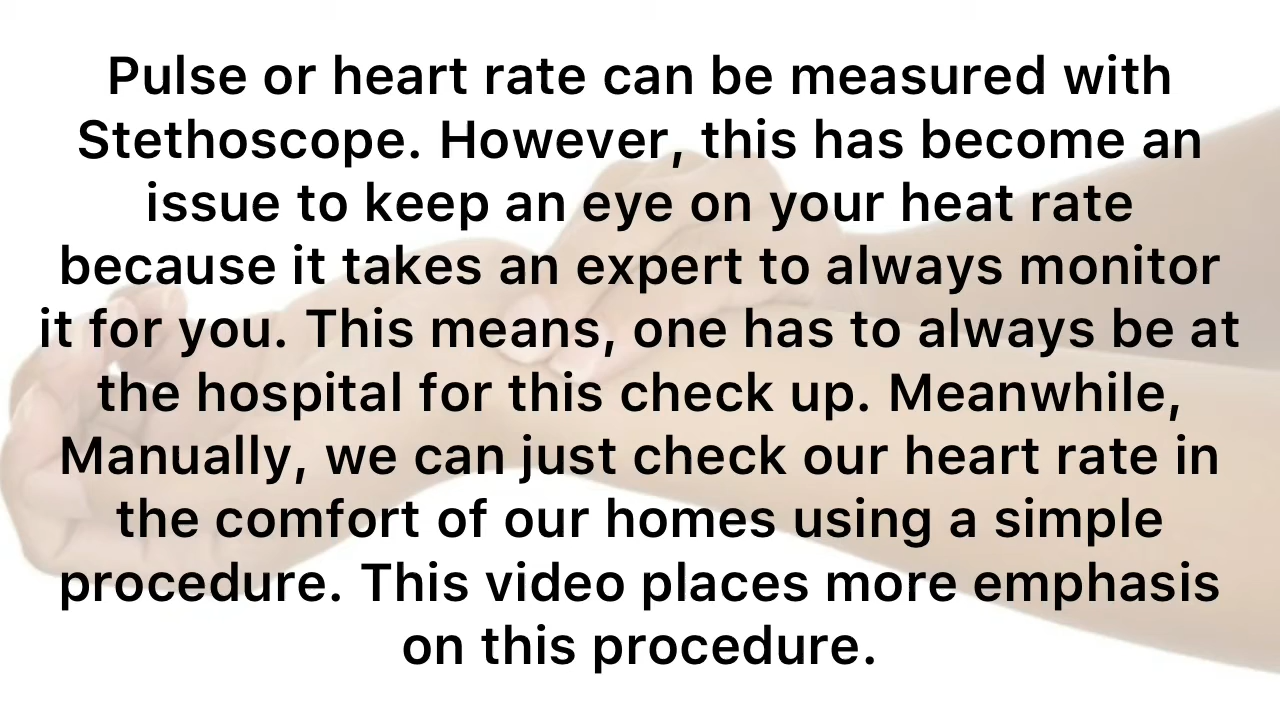 Pulse or heart rate can be measured with
Stethoscope. However, this has become an
issue to keep an eye on your heat rate
because it takes an expert to always monitor
it for you. This means, one has to always be at
the hospital for this check up. Meanwhile,
Manually, we can just check our heart rate in
the comfort of our homes using a simple
procedure. This video places more emphasis
on this procedure.